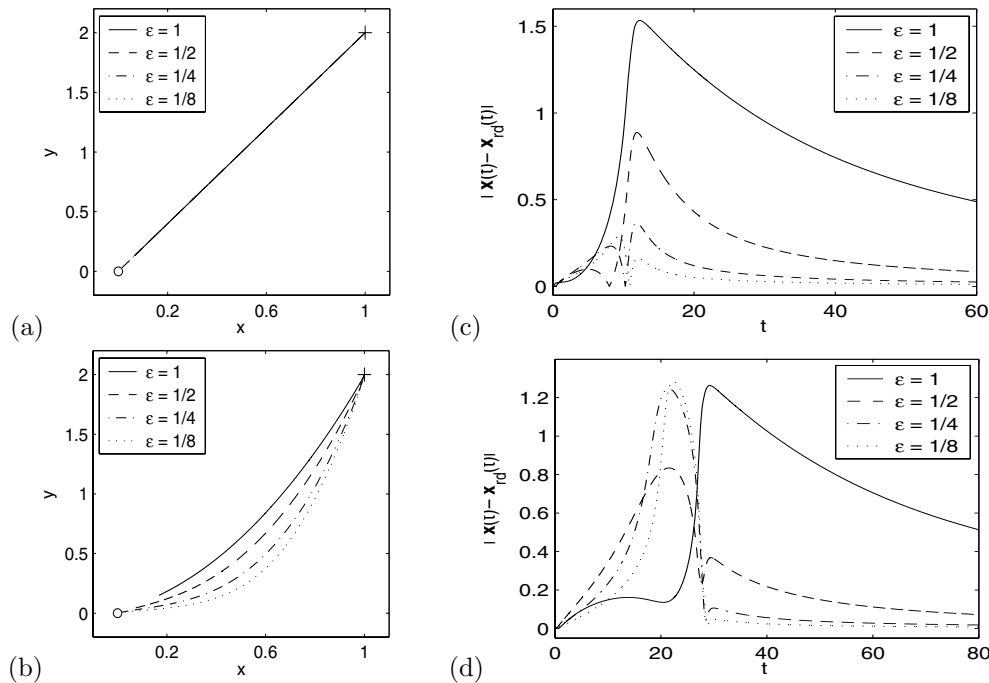 ε = 1
ε = 1/2
ε = 1/4
ε = 1/8
2
1.5
1
0.5
0
y
0.2
0.6
1
x
(a)
ε = 1
ε = 1/2
ε = 1/4
ε = 1/8
1.5
1
0.5
0
| x(t) − x_rd(t)|
0
20
40
60
t
(c)
ε = 1
ε = 1/2
ε = 1/4
ε = 1/8
2
1.5
1
0.5
0
y
0.2
0.6
1
x
(b)
ε = 1
ε = 1/2
ε = 1/4
ε = 1/8
1.2
1
0.8
0.6
0.4
0.2
0
| x(t) − x_rd(t)|
0
20
40
60
80
t
(d)